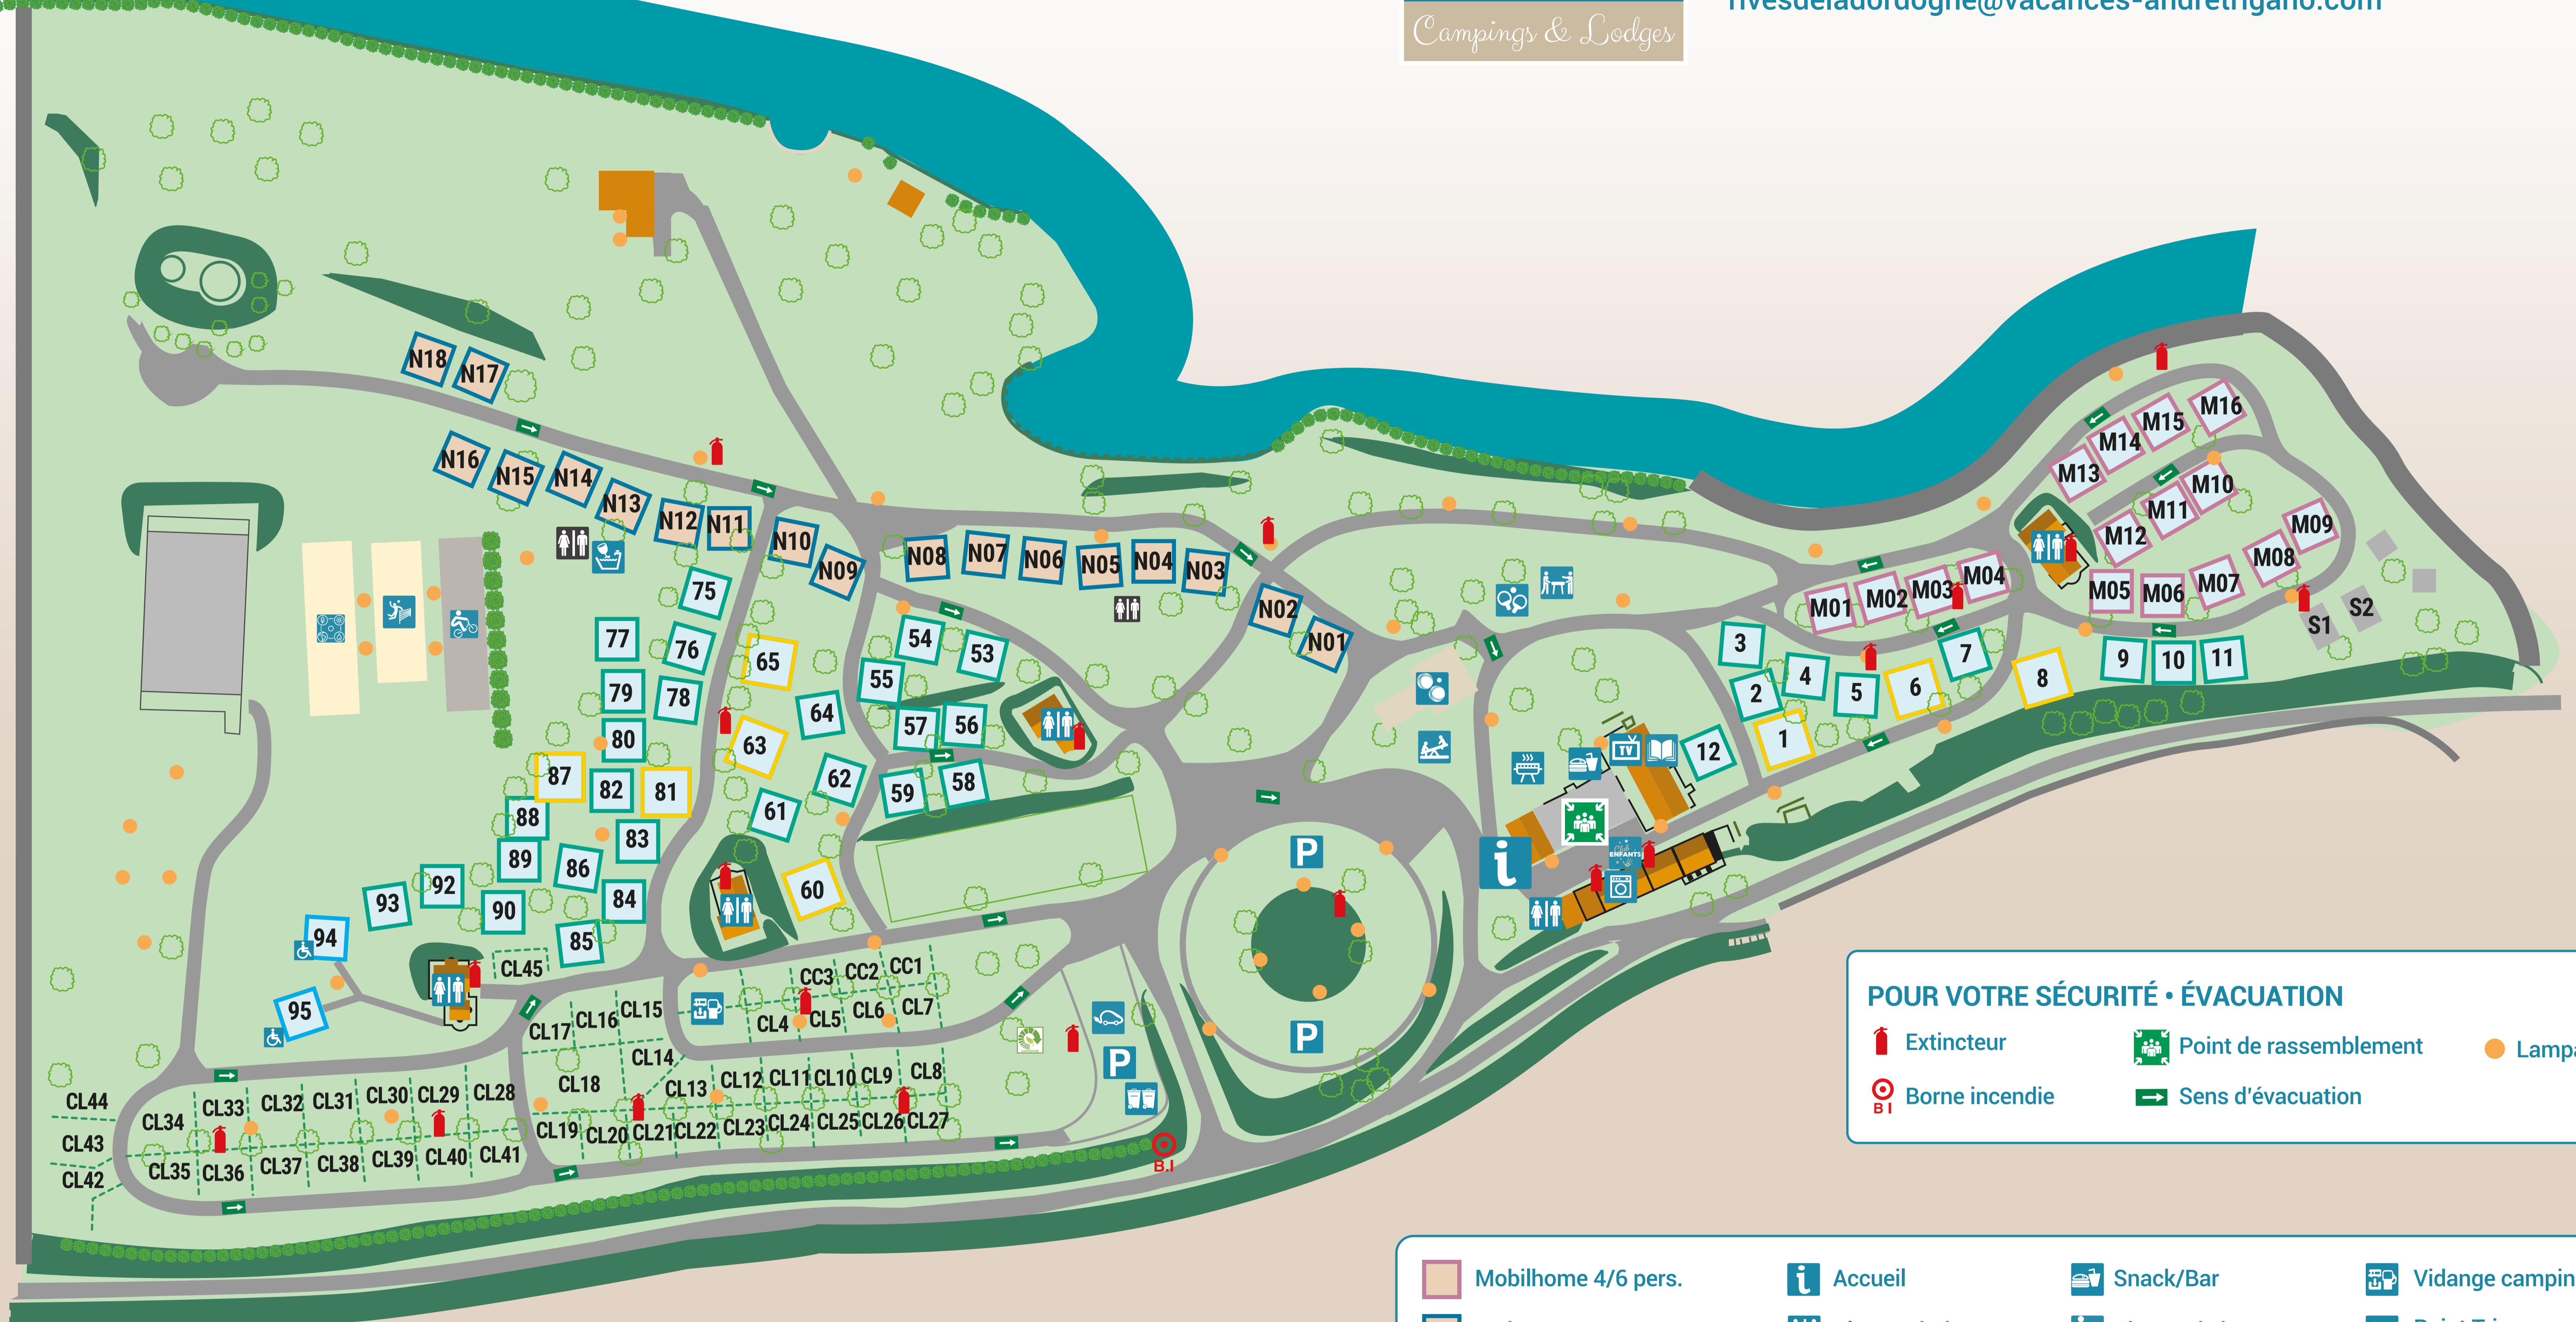 rivesdeladordogne@vacances-andretrigano.com
Campings & Lodges
N18
N17
N16
N15
N14
N13
N12
N11
N10
N09
N08
N07
N06
N05
N04
N03
N02
N01
M16
M15
M14
M13
M10
M11
M12
M09
M08
M07
M06
M05
M04
M03
M02
M01
S1
S2
75
77
76
65
54
53
55
79
78
64
57
56
80
63
87
82
81
62
59
58
61
88
83
89
86
60
92
93
90
84
94
85
95
3
4
7
2
5
6
8
9
10
11
1
12
TV
Club
ENFANTS
i
P
P
P
CL45
CC3
CC2
CC1
CL15
CL16
CL17
CL4
CL5
CL6
CL7
CL14
CL18
CL13
CL12
CL11
CL10
CL9
CL8
CL44
CL34
CL33
CL32
CL31
CL30
CL29
CL28
CL43
CL19
CL20
CL21
CL22
CL23
CL24
CL25
CL26
CL27
CL42
CL35
CL36
CL37
CL38
CL39
CL40
CL41
B.I
POUR VOTRE SÉCURITÉ • ÉVACUATION
Extincteur
Point de rassemblement
B I
Borne incendie
Sens d'évacuation
Mobilhome 4/6 pers.
i
Accueil
Snack/Bar